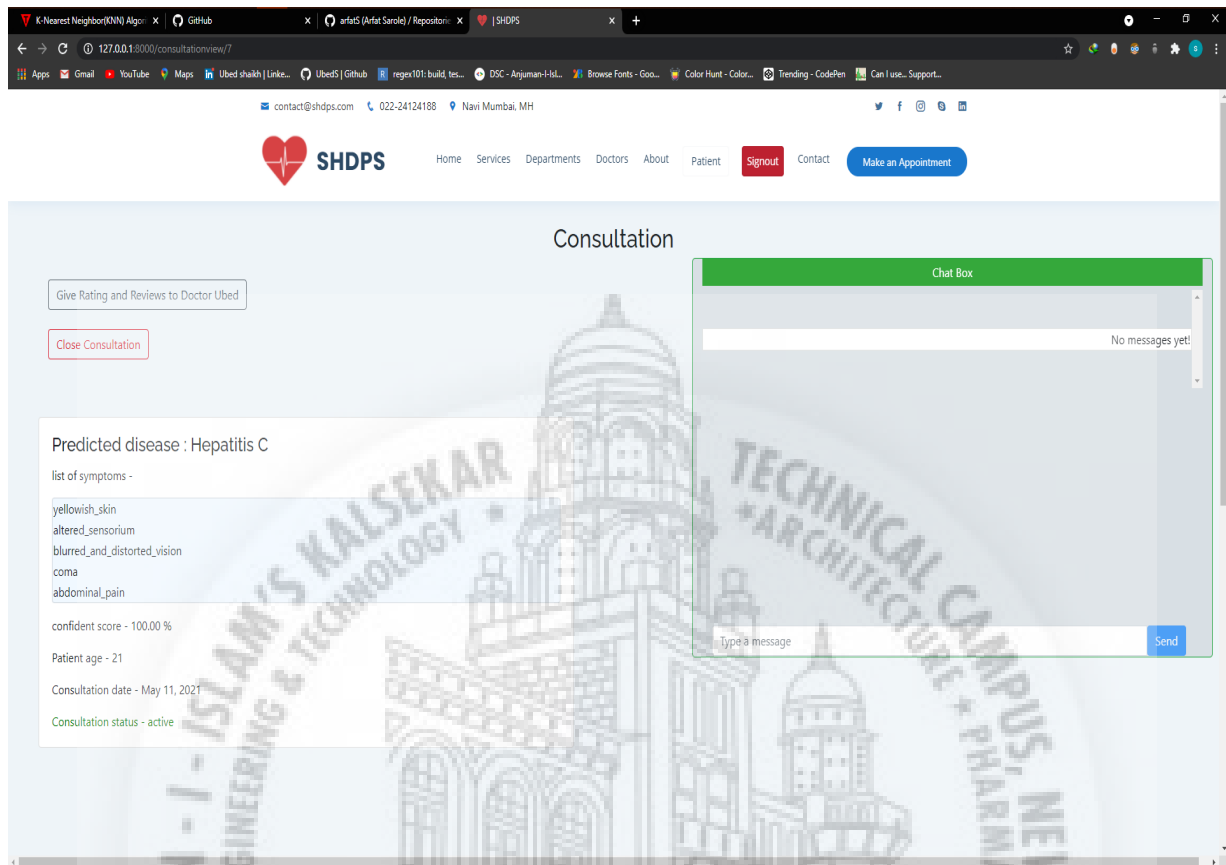 K-Nearest Neighbor(KNN) Algori
GitHub
arfatS (Arfat Sarole) / Repositorie
| SHDPS
127.0.0.1:8000/consultationview/7
Apps Gmail YouTube Maps Ubed shaikh | Linke... UbedS | Github regex101: build, tes... DSC - Anjuman-I-Isl... Browse Fonts - Goo... Color Hunt - Color... Trending - CodePen Can I use... Support...
contact@shdps.com 022-24124188 Navi Mumbai, MH
SHDPS
Home Services Departments Doctors About Patient Signout Contact Make an Appointment
Consultation
Give Rating and Reviews to Doctor Ubed
Close Consultation
Predicted disease : Hepatitis C
list of symptoms -
yellowish_skin
altered_sensorium
blurred_and_distorted_vision
coma
abdominal_pain
confident score - 100.00 %
Patient age - 21
Consultation date - May 11, 2021
Consultation status - active
Chat Box
No messages yet!
Type a message
Send
I - ISLAM'S KALSEKAR TECHNICAL CAMPUS, NEW
& TECHNOLOGY * ARCHITECTURE *